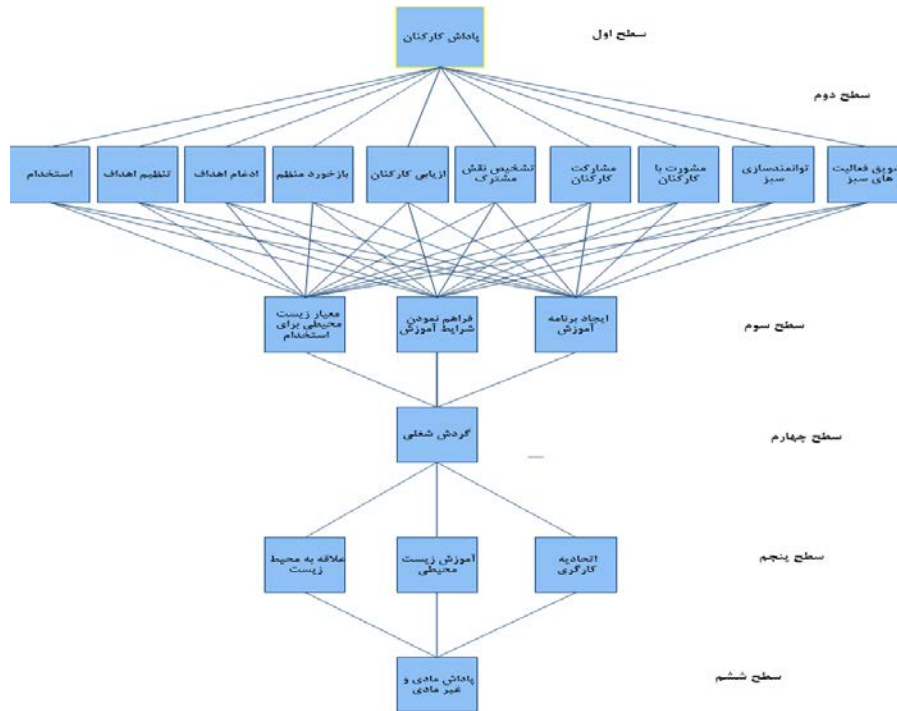 سطح اول
پاداش کارکنان
سطح دوم
سویق فعالیت
های سبز
توانمندسازی
سبز
مشورت با
کارکنان
مشارکت
کارکنان
تشخیص نقش
مشترک
ازیابی کارکنان
بازخورد منظم
ادغام اهداف
تنظیم اهداف
استخدام
سطح سوم
ایجاد برنامه
آموزش
فراهم نمودن
شرایط آموزش
معیار زیست
محیطی برای
استخدام
سطح چهارم
گردش شغلی
سطح پنجم
اتحادیه
کارگری
آموزش زیست
محیطی
علاقه به محیط
زیست
سطح ششم
پاداش مادی و
غیر مادی